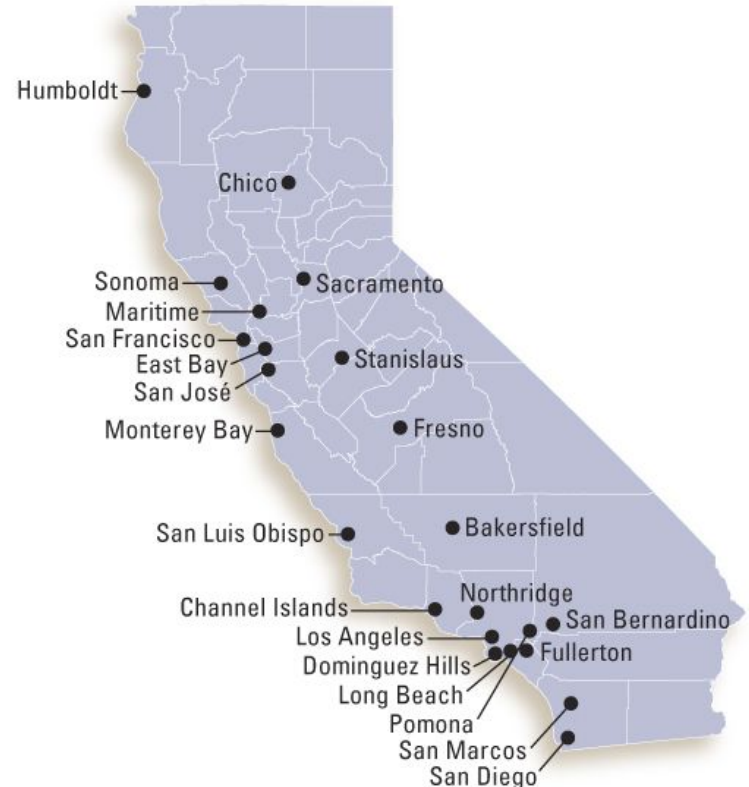 Humboldt
Chico
Sonoma
Sacramento
Maritime
San Francisco
East Bay
Stanislaus
San José
Monterey Bay
Fresno
San Luis Obispo
Bakersfield
Northridge
Channel Islands
San Bernardino
Los Angeles
Fullerton
Dominguez Hills
Long Beach
Pomona
San Marcos
San Diego